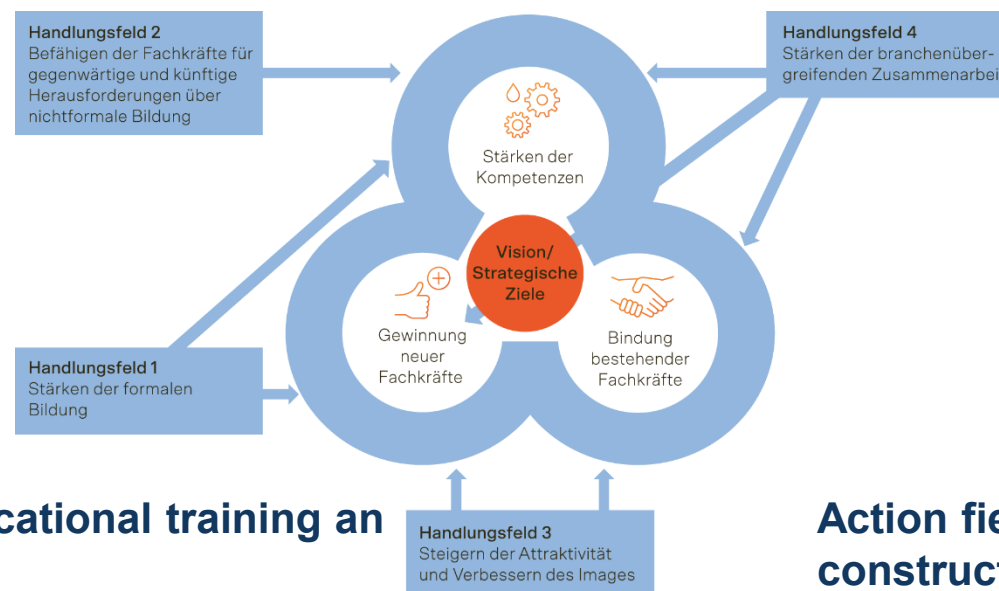 Handlungsfeld 2
Befähigen der Fachkräfte für
gegenwärtige und künftige
Herausforderungen über
nichtformale Bildung
Handlungsfeld 4
Stärken der branchenüber-
greifenden Zusammenarbei
Stärken der
Kompetenzen
Vision/
Strategische
Ziele
Gewinnung
neuer
Fachkräfte
Bindung
bestehender
Fachkräfte
Handlungsfeld 1
Stärken der formalen
Bildung
cational training an
Handlungsfeld 3
Steigern der Attraktivität
und Verbessern des Images
Action fie
construct